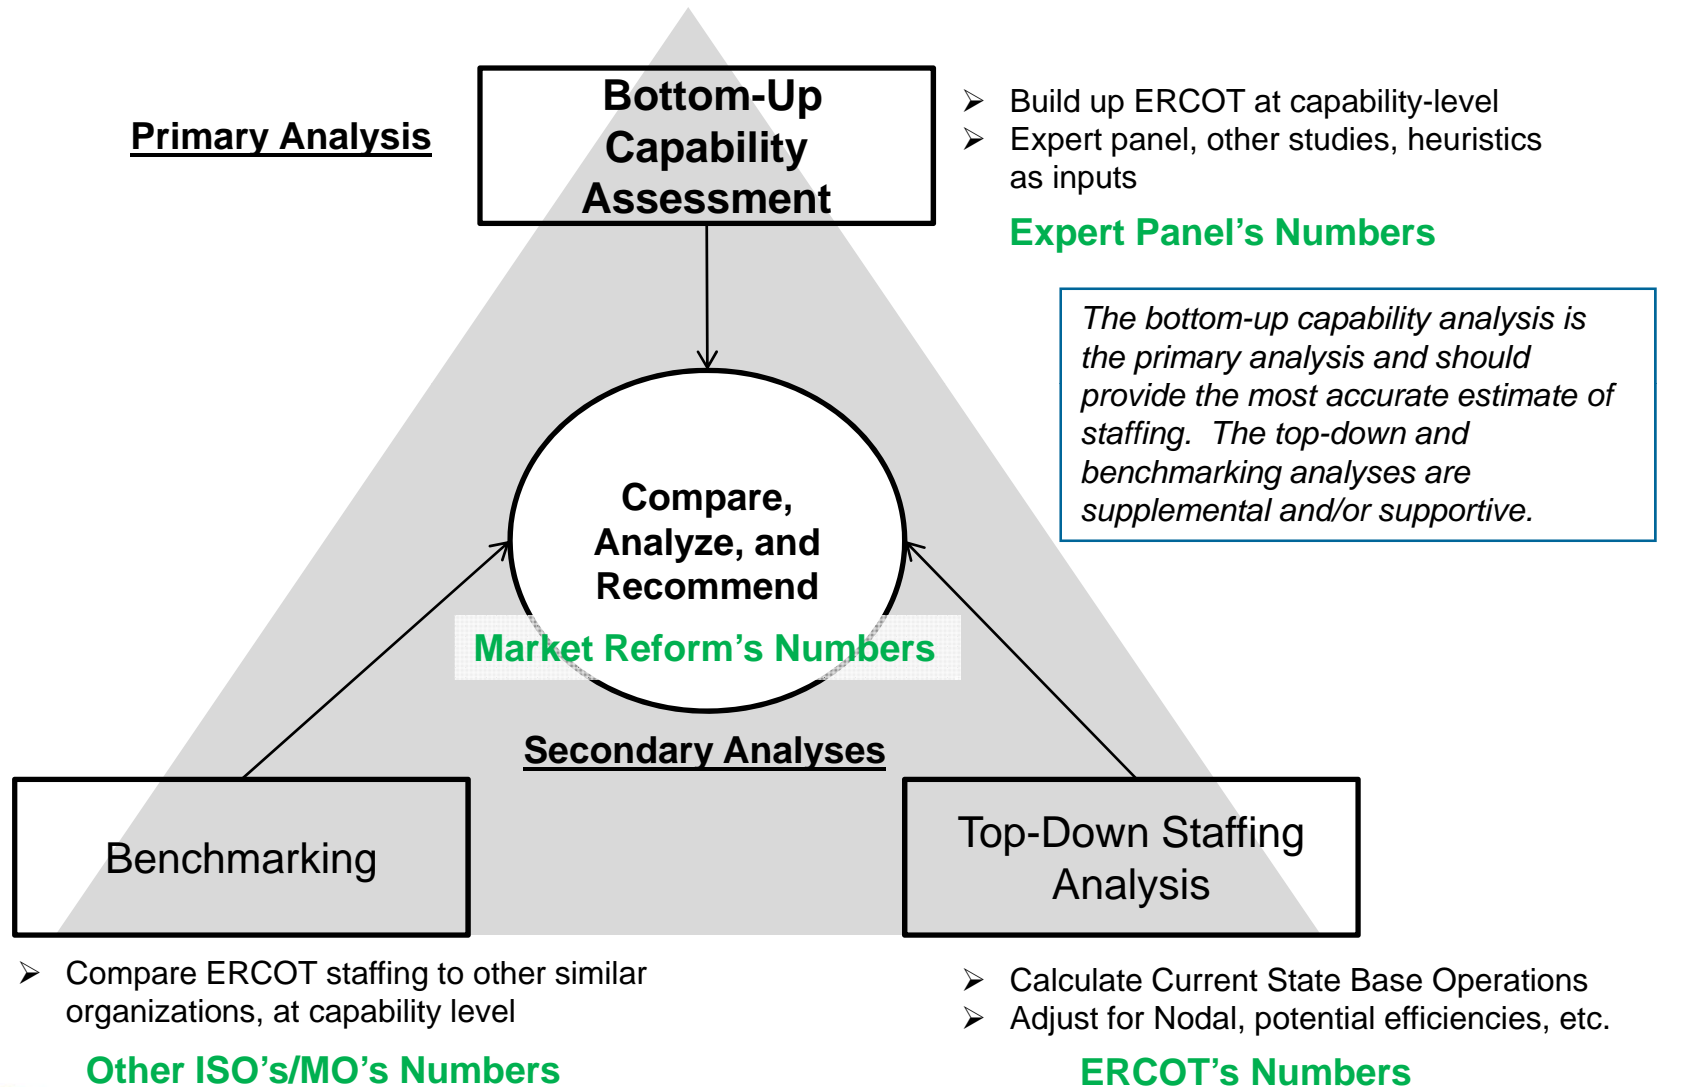 Bottom-Up
Capability
Assessment
Primary Analysis
➢ Build up ERCOT at capability-level
➢ Expert panel, other studies, heuristics
as inputs
Expert Panel’s Numbers
The bottom-up capability analysis is
the primary analysis and should
provide the most accurate estimate of
staffing.  The top-down and
benchmarking analyses are
supplemental and/or supportive.
Compare,
Analyze, and
Recommend
Market Reform’s Numbers
Secondary Analyses
Benchmarking
Top-Down Staffing
Analysis
➢ Compare ERCOT staffing to other similar
organizations, at capability level
Other ISO’s/MO’s Numbers
➢ Calculate Current State Base Operations
➢ Adjust for Nodal, potential efficiencies, etc.
ERCOT’s Numbers